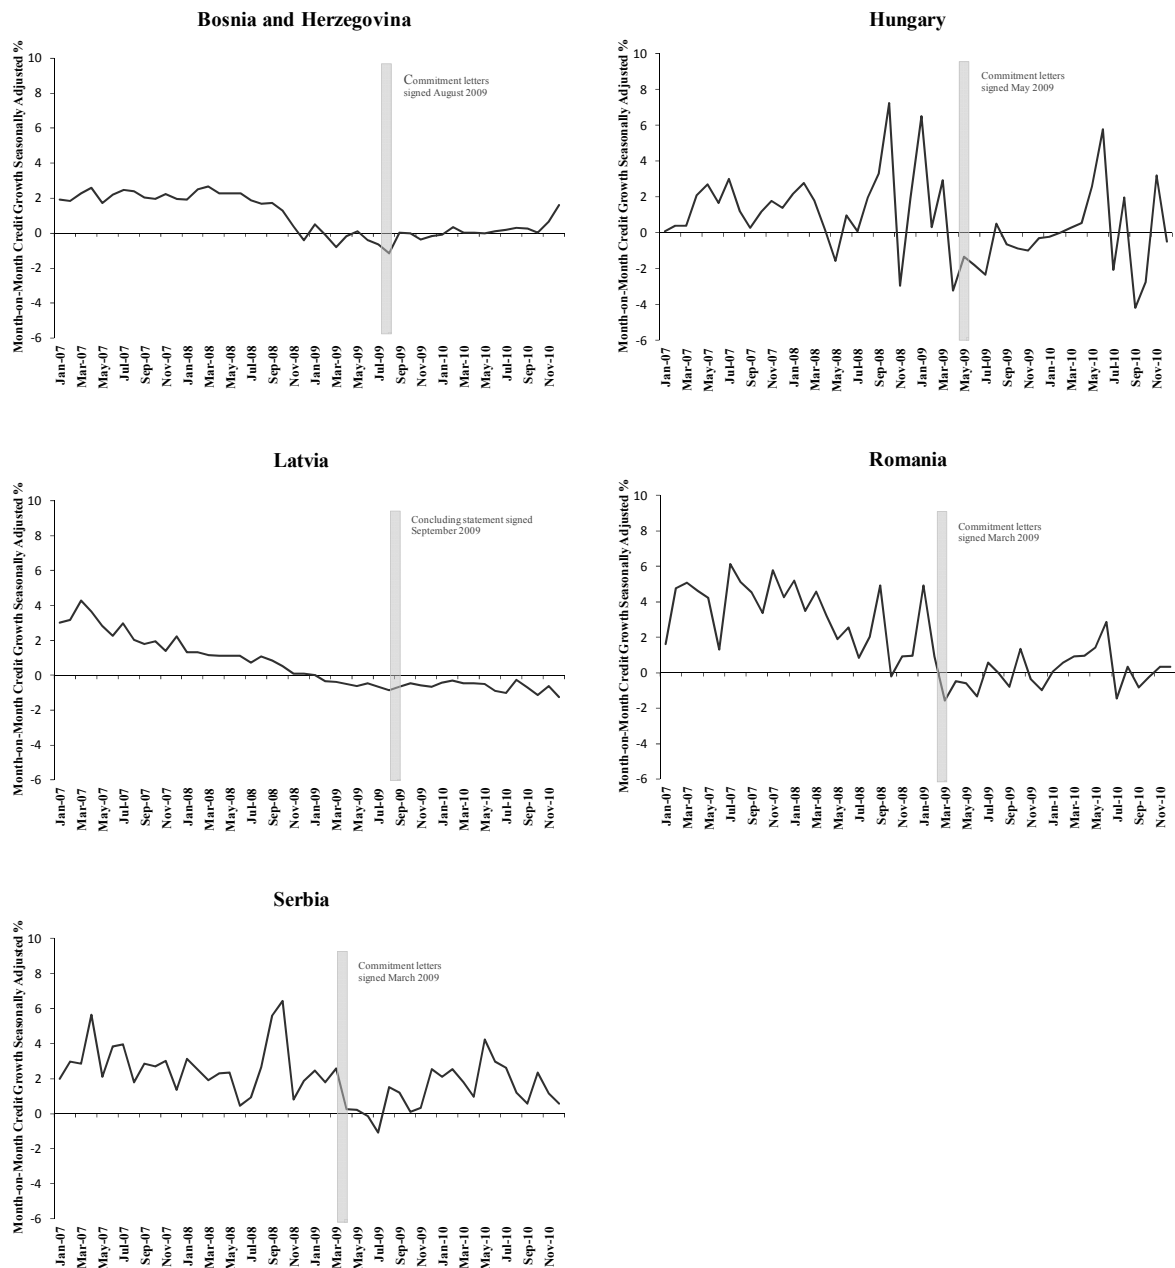 Bosnia and Herzegovina
Month-on-Month Credit Growth Seasonally Adjusted %
10
8
6
4
2
0
-2
-4
-6
Commitment letters
signed August 2009
Jan-07
Mar-07
May-07
Jul-07
Sep-07
Nov-07
Jan-08
Mar-08
May-08
Jul-08
Sep-08
Nov-08
Jan-09
Mar-09
May-09
Jul-09
Sep-09
Nov-09
Jan-10
Mar-10
May-10
Jul-10
Sep-10
Nov-10
Hungary
Month-on-Month Credit Growth Seasonally Adjusted %
10
8
6
4
2
0
-2
-4
-6
Commitment letters
signed May 2009
Jan-07
Mar-07
May-07
Jul-07
Sep-07
Nov-07
Jan-08
Mar-08
May-08
Jul-08
Sep-08
Nov-08
Jan-09
Mar-09
May-09
Jul-09
Sep-09
Nov-09
Jan-10
Mar-10
May-10
Jul-10
Sep-10
Nov-10
Latvia
Month-on-Month Credit Growth Seasonally Adjusted %
10
8
6
4
2
0
-2
-4
-6
Concluding statement signed
September 2009
Jan-07
Mar-07
May-07
Jul-07
Sep-07
Nov-07
Jan-08
Mar-08
May-08
Jul-08
Sep-08
Nov-08
Jan-09
Mar-09
May-09
Jul-09
Sep-09
Nov-09
Jan-10
Mar-10
May-10
Jul-10
Sep-10
Nov-10
Romania
Month-on-Month Credit Growth Seasonally Adjusted %
10
8
6
4
2
0
-2
-4
-6
Commitment letters
signed March 2009
Jan-07
Mar-07
May-07
Jul-07
Sep-07
Nov-07
Jan-08
Mar-08
May-08
Jul-08
Sep-08
Nov-08
Jan-09
Mar-09
May-09
Jul-09
Sep-09
Nov-09
Jan-10
Mar-10
May-10
Jul-10
Sep-10
Nov-10
Serbia
Month-on-Month Credit Growth Seasonally Adjusted %
10
8
6
4
2
0
-2
-4
-6
Commitment letters
signed March 2009
Jan-07
Mar-07
May-07
Jul-07
Sep-07
Nov-07
Jan-08
Mar-08
May-08
Jul-08
Sep-08
Nov-08
Jan-09
Mar-09
May-09
Jul-09
Sep-09
Nov-09
Jan-10
Mar-10
May-10
Jul-10
Sep-10
Nov-10